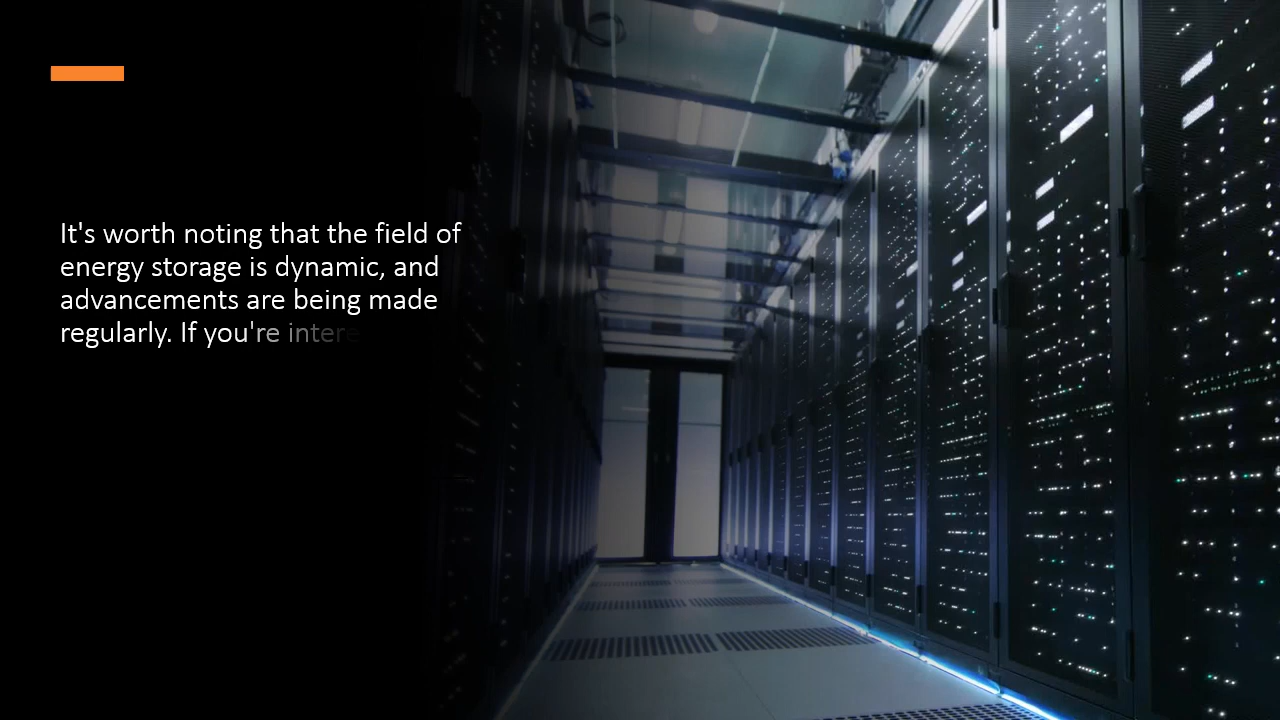 It's worth noting that the field of
energy storage is dynamic, and
advancements are being made
regularly. If you're intere